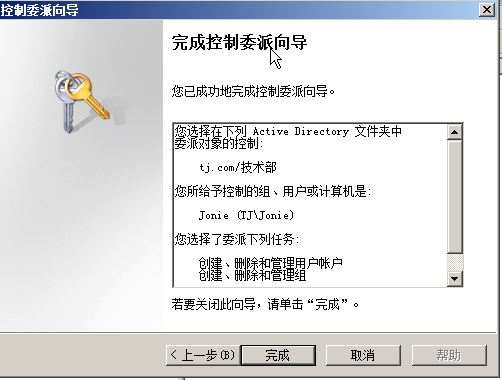 控制委派向导
完成控制委派向导
您已成功地完成控制委派向导。
您选择在下列 Active Directory 文件夹中
委派对象的控制:
tj.com/技术部
您所给予控制的组、用户或计算机是:
Jonie (TJ\Jonie)
您选择了委派下列任务:
创建、删除和管理用户帐户
创建、删除和管理组
若要关闭此向导，请单击“完成”。
< 上一步(B) 完成 取消 帮助